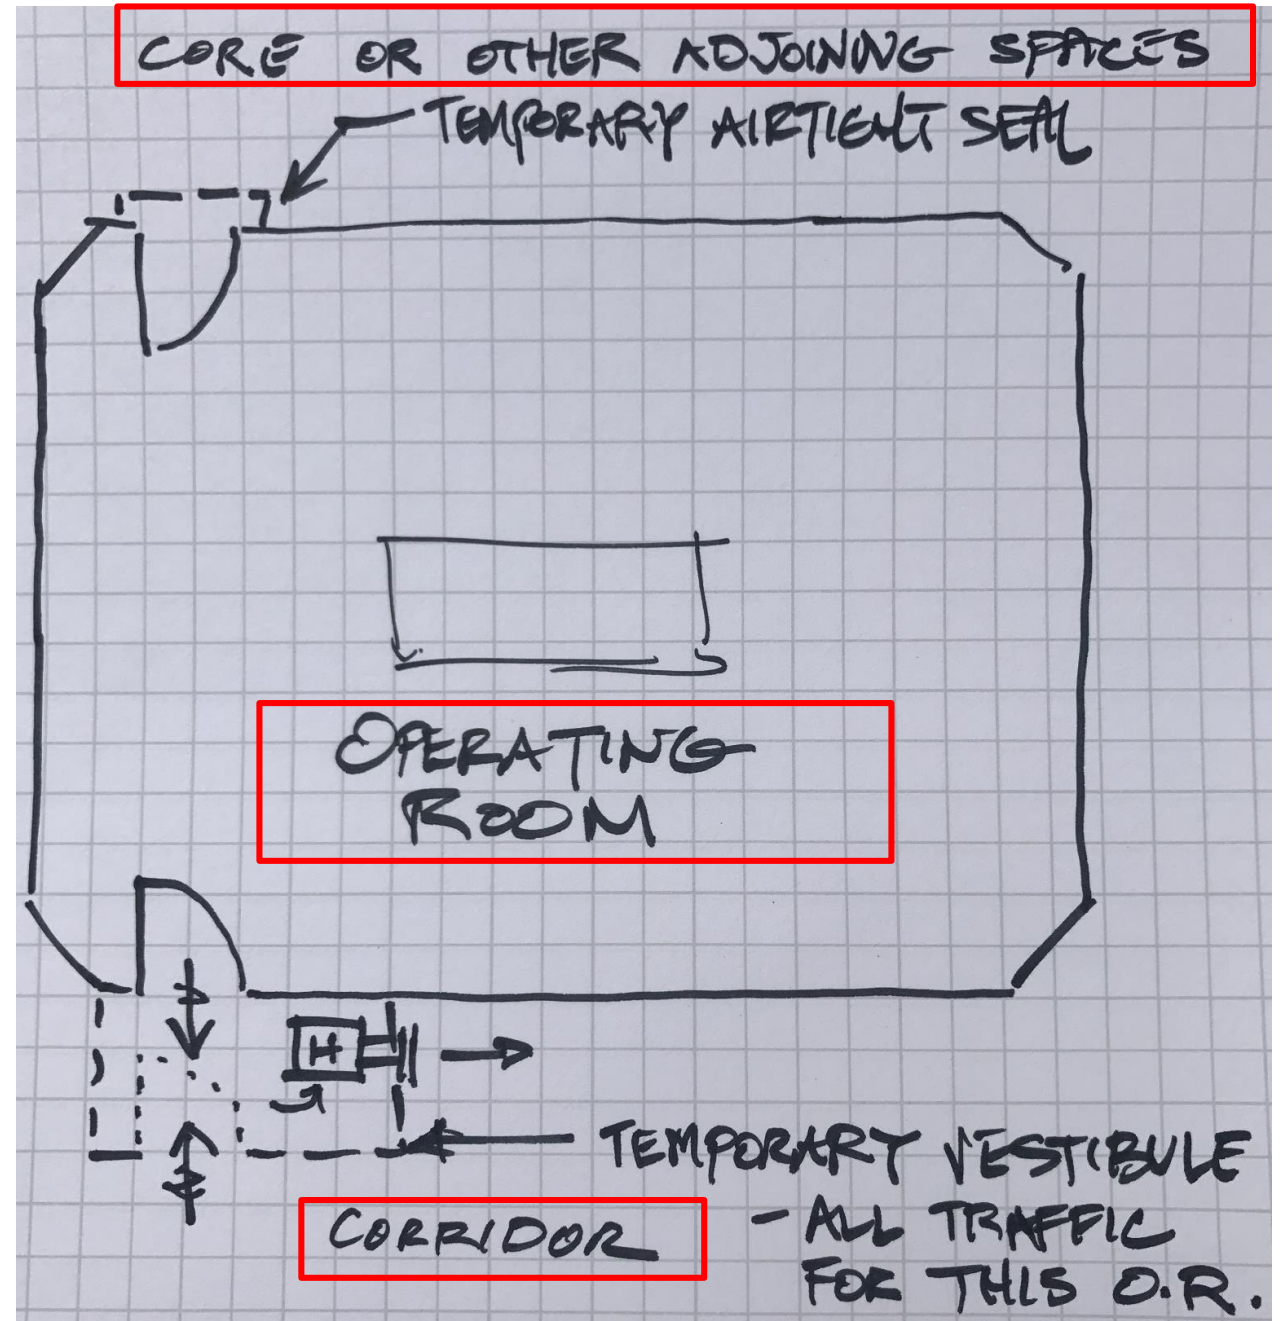 CORE OR OTHER ADJOINING SPACES
TEMPORARY AIRTIGHT SEAL
OPERATING
ROOM
H
TEMPORARY VESTIBULE
CORRIDOR
- ALL TRAFFIC
FOR THIS O.R.